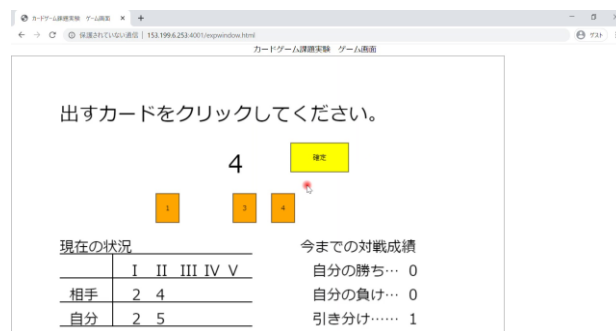 カードゲーム課題実験　ゲーム画面
保護されていない通信 | 153.199.6.253:4001/expwindow.html
ゲスト
カードゲーム課題実験　ゲーム画面
出すカードをクリックしてください。
4
確定
1 3 4
現在の状況
I II III IV V
相手 2 4
自分 2 5
今までの対戦成績
自分の勝ち… 0
自分の負け… 0
引き分け…… 1